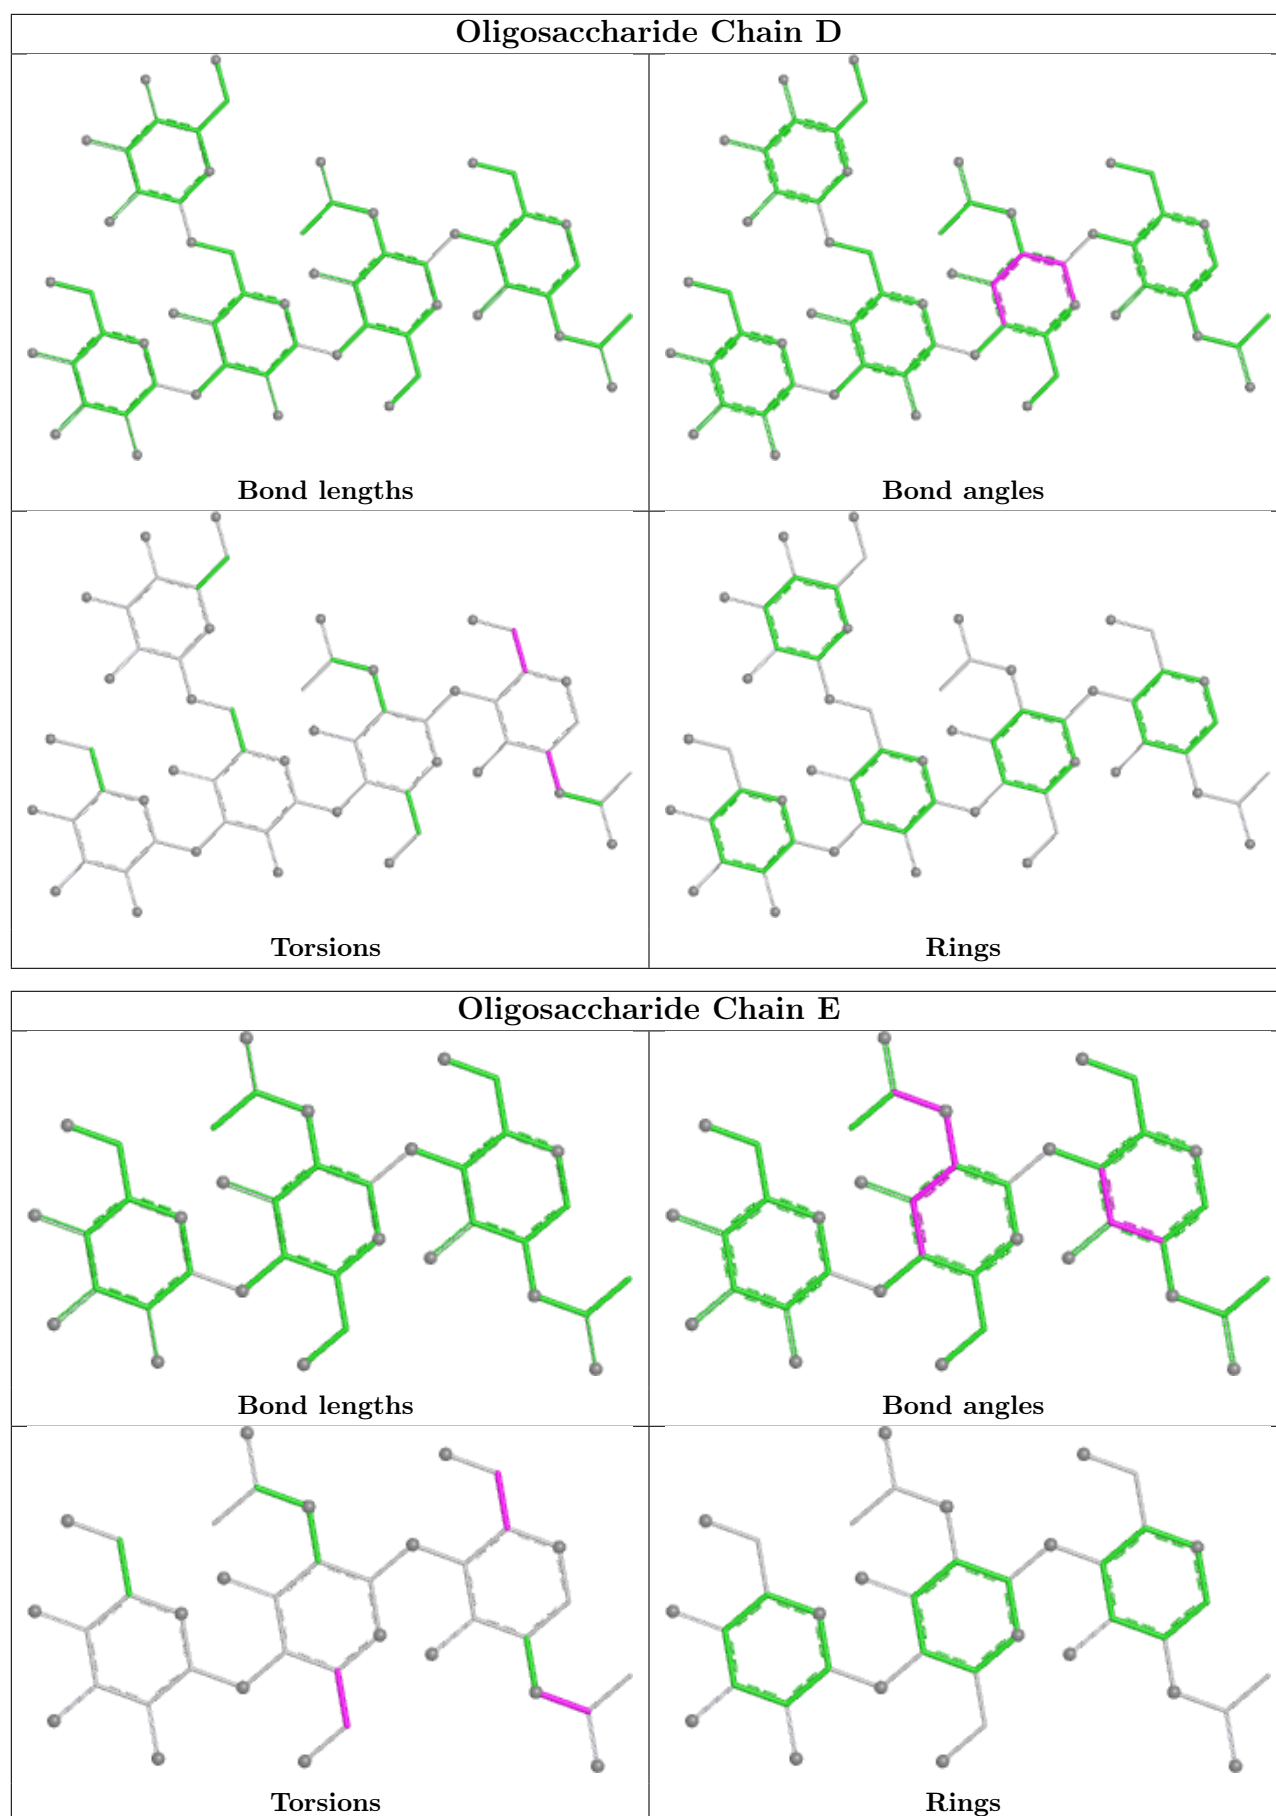 Oligosaccharide Chain D
Bond lengths
Bond angles
Torsions
Rings
Oligosaccharide Chain E
Bond lengths
Bond angles
Torsions
Rings